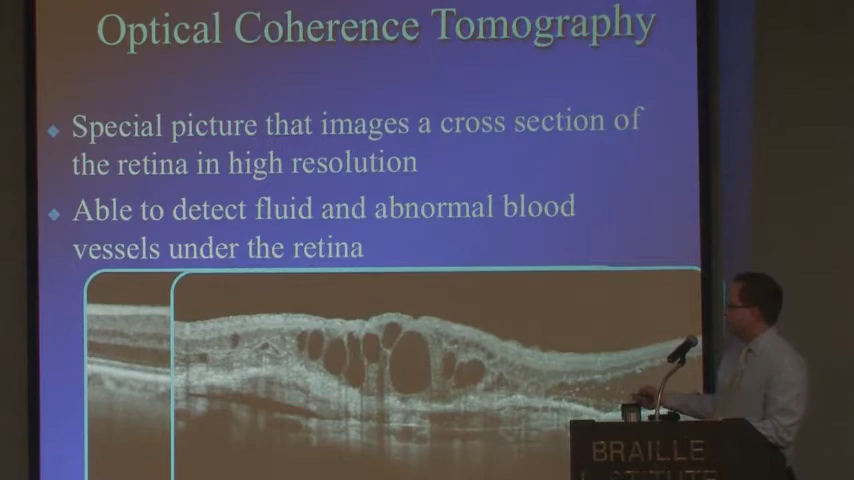 Optical Coherence Tomography
Special picture that images a cross section of
the retina in high resolution
Able to detect fluid and abnormal blood
vessels under the retina
BRAILLE
INSTITUTE